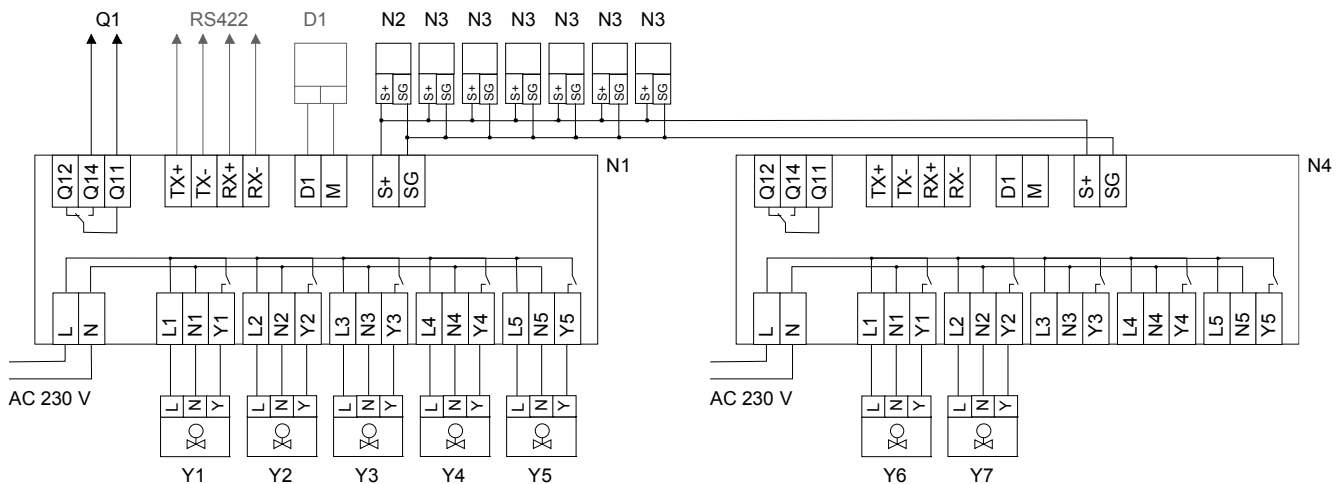 Q1 RS422 D1 N2 N3 N3 N3 N3 N3 N3
S+ SG S+ SG S+ SG S+ SG S+ SG S+ SG S+ SG
N1 N4
Q12 Q14 Q11 TX+ TX- RX+ RX- D1 M S+ SG Q12 Q14 Q11 TX+ TX- RX+ RX- D1 M S+ SG
L N L1 N1 Y1 L2 N2 Y2 L3 N3 Y3 L4 N4 Y4 L5 N5 Y5 L N L1 N1 Y1 L2 N2 Y2 L3 N3 Y3 L4 N4 Y4 L5 N5 Y5
AC 230 V L N Y L N Y L N Y L N Y L N Y AC 230 V L N Y L N Y
Y1 Y2 Y3 Y4 Y5 Y6 Y7